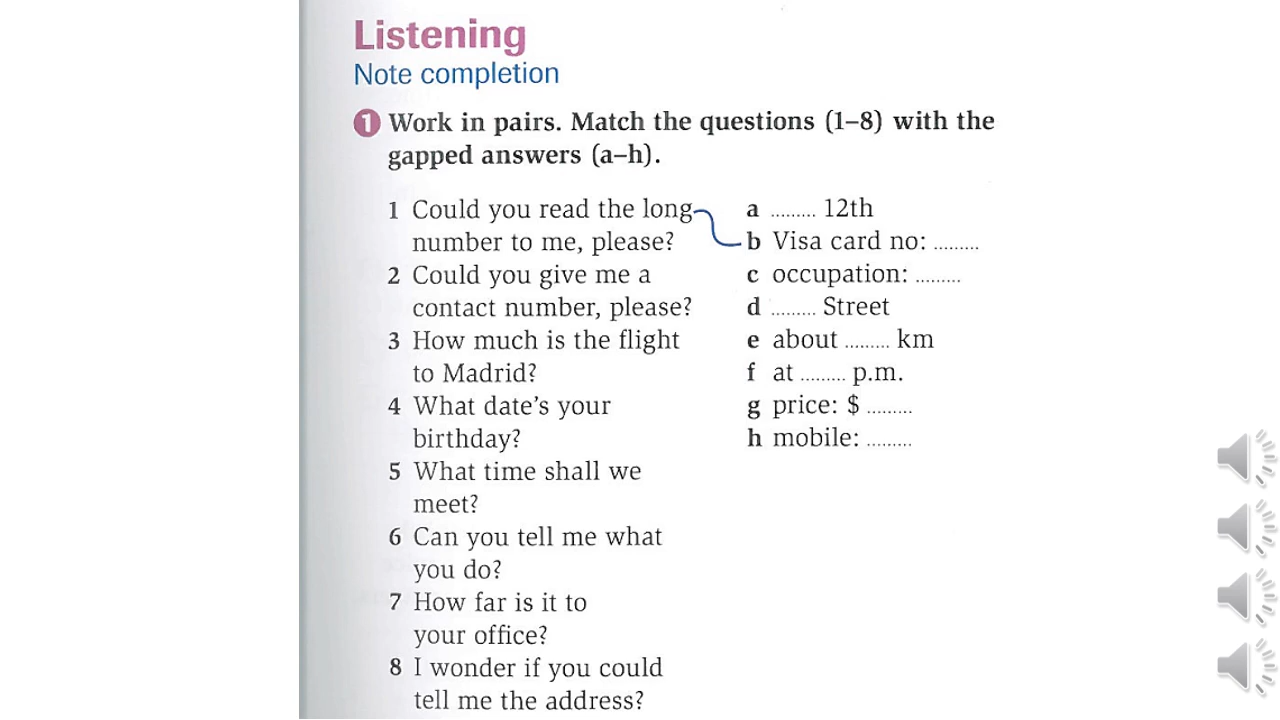 Listening
Note completion
1 Work in pairs. Match the questions (1–8) with the
gapped answers (a–h).
1 Could you read the long
number to me, please?
2 Could you give me a
contact number, please?
3 How much is the flight
to Madrid?
4 What date's your
birthday?
5 What time shall we
meet?
6 Can you tell me what
you do?
7 How far is it to
your office?
8 I wonder if you could
tell me the address?
a ......... 12th
b Visa card no: .........
c occupation: .........
d ......... Street
e about ......... km
f at ......... p.m.
g price: $ .........
h mobile: .........